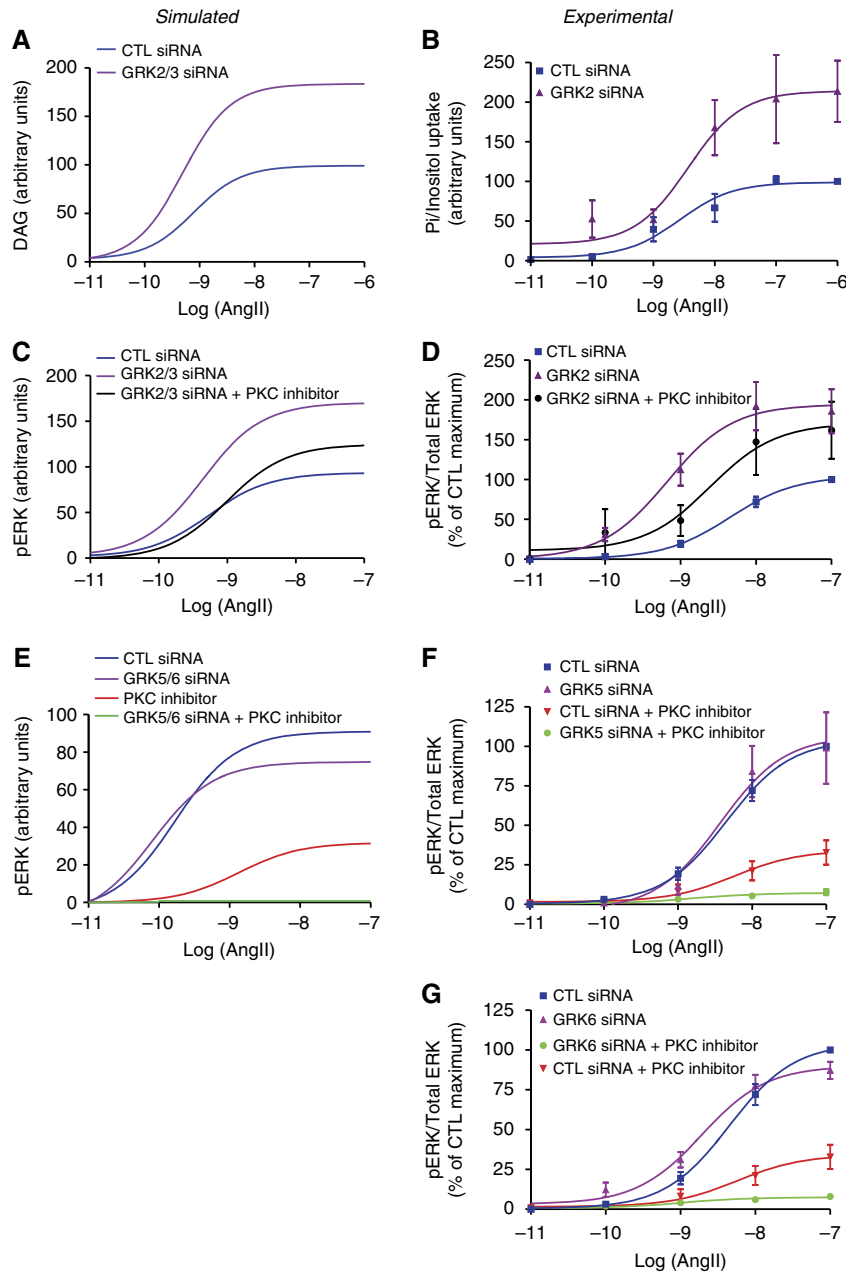 Simulated
Experimental
A
CTL siRNA
GRK2/3 siRNA
DAG (arbitrary units)
200
150
100
50
0
–11
–10
–9
–8
–7
–6
Log (AngII)
B
CTL siRNA
GRK2 siRNA
Pi/Inositol uptake
(arbitrary units)
250
200
150
100
50
0
–11
–10
–9
–8
–7
–6
Log (AngII)
C
CTL siRNA
GRK2/3 siRNA
GRK2/3 siRNA + PKC inhibitor
pERK (arbitrary units)
200
150
100
50
0
–11
–10
–9
–8
–7
Log (AngII)
D
CTL siRNA
GRK2 siRNA
GRK2 siRNA + PKC inhibitor
pERK/Total ERK
(% of CTL maximum)
250
200
150
100
50
0
–11
–10
–9
–8
–7
Log (AngII)
E
CTL siRNA
GRK5/6 siRNA
PKC inhibitor
GRK5/6 siRNA + PKC inhibitor
pERK (arbitrary units)
100
80
60
40
20
0
–11
–10
–9
–8
–7
Log (AngII)
F
CTL siRNA
GRK5 siRNA
CTL siRNA + PKC inhibitor
GRK5 siRNA + PKC inhibitor
pERK/Total ERK
(% of CTL maximum)
125
100
75
50
25
0
–11
–10
–9
–8
–7
Log (AngII)
G
CTL siRNA
GRK6 siRNA
GRK6 siRNA + PKC inhibitor
CTL siRNA + PKC inhibitor
pERK/Total ERK
(% of CTL maximum)
125
100
75
50
25
0
–11
–10
–9
–8
–7
Log (AngII)